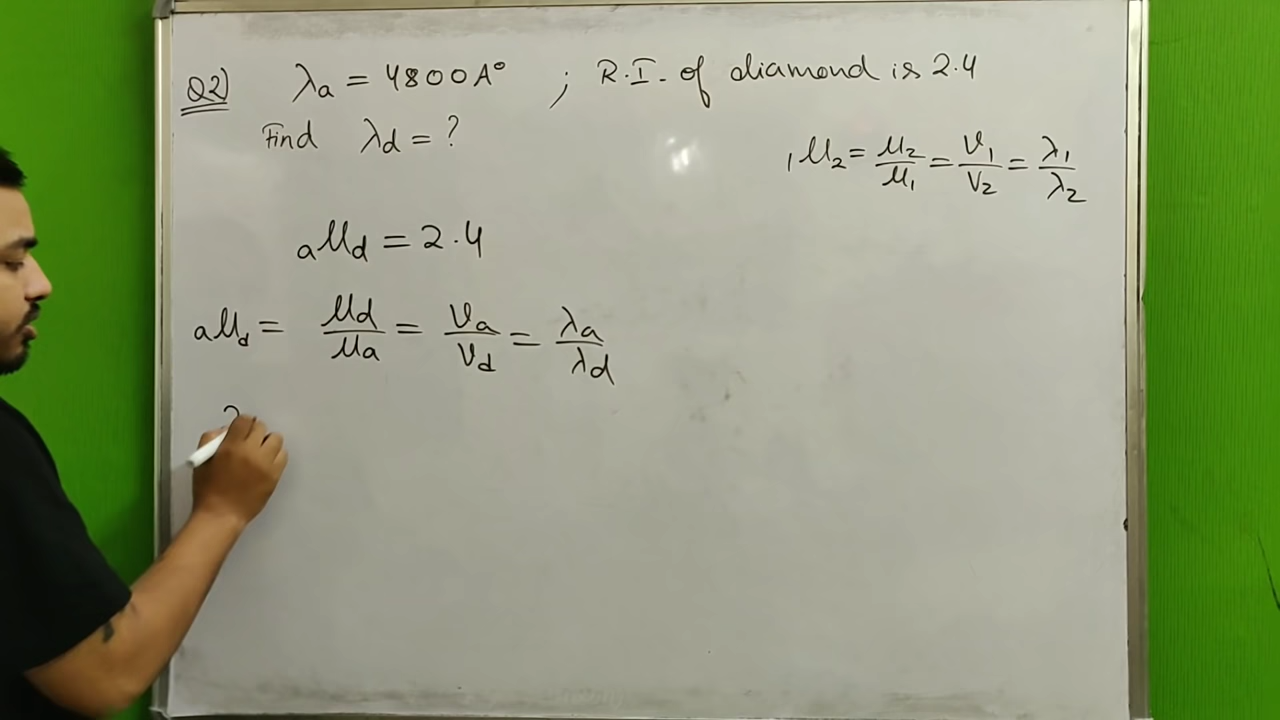 Q2) λa = 4800A° ; R.I. of diamond is 2.4
Find λd = ?
₁μ₂ = μ₂/μ₁ = v₁/v₂ = λ₁/λ₂
aμd = 2.4
aμd = μd/μa = va/vd = λa/λd
2